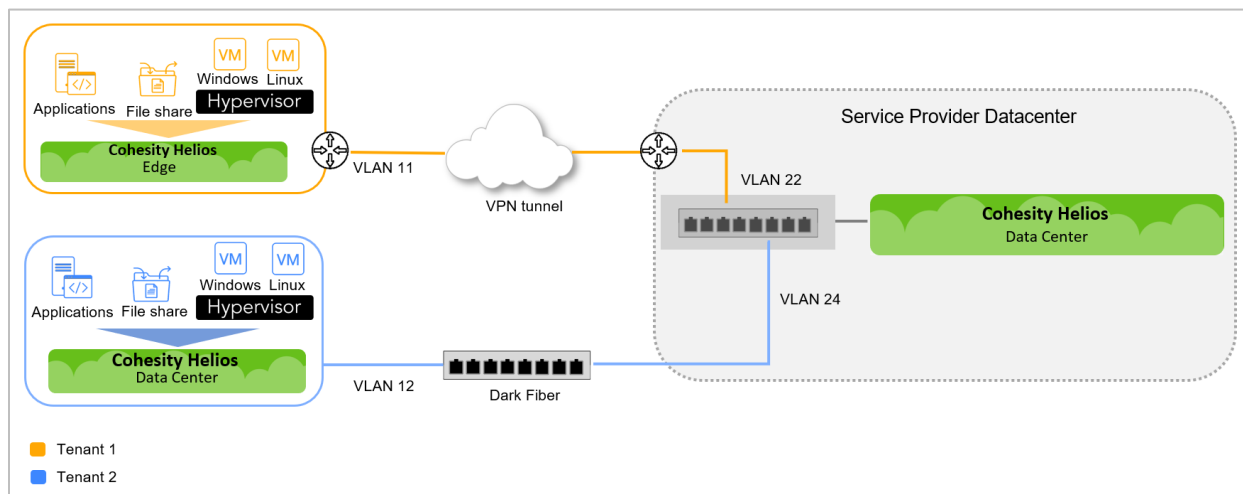 VM
VM
Windows
Linux
Applications
File share
Hypervisor
Cohesity Helios
Edge
VLAN 11
VPN tunnel
Service Provider Datacenter
VLAN 22
Cohesity Helios
Data Center
VLAN 24
VM
VM
Windows
Linux
Applications
File share
Hypervisor
Cohesity Helios
Data Center
VLAN 12
Dark Fiber
Tenant 1
Tenant 2